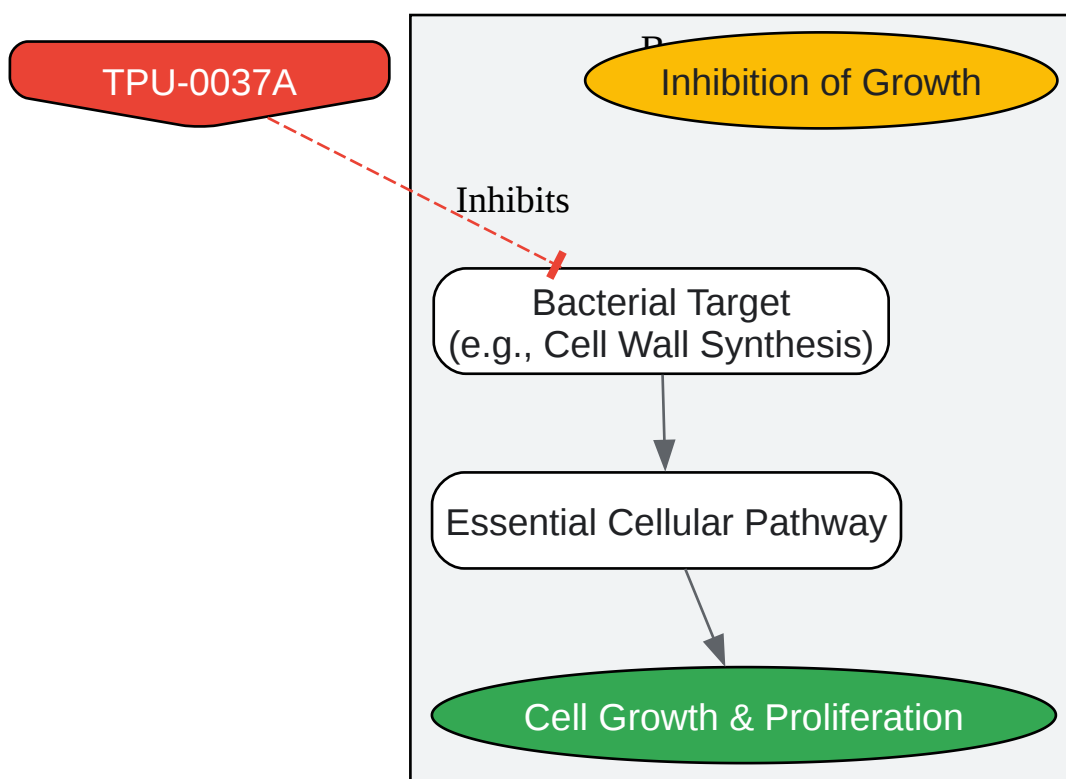 TPU-0037A
Inhibition of Growth
Inhibits
Bacterial Target
(e.g., Cell Wall Synthesis)
Essential Cellular Pathway
Cell Growth & Proliferation